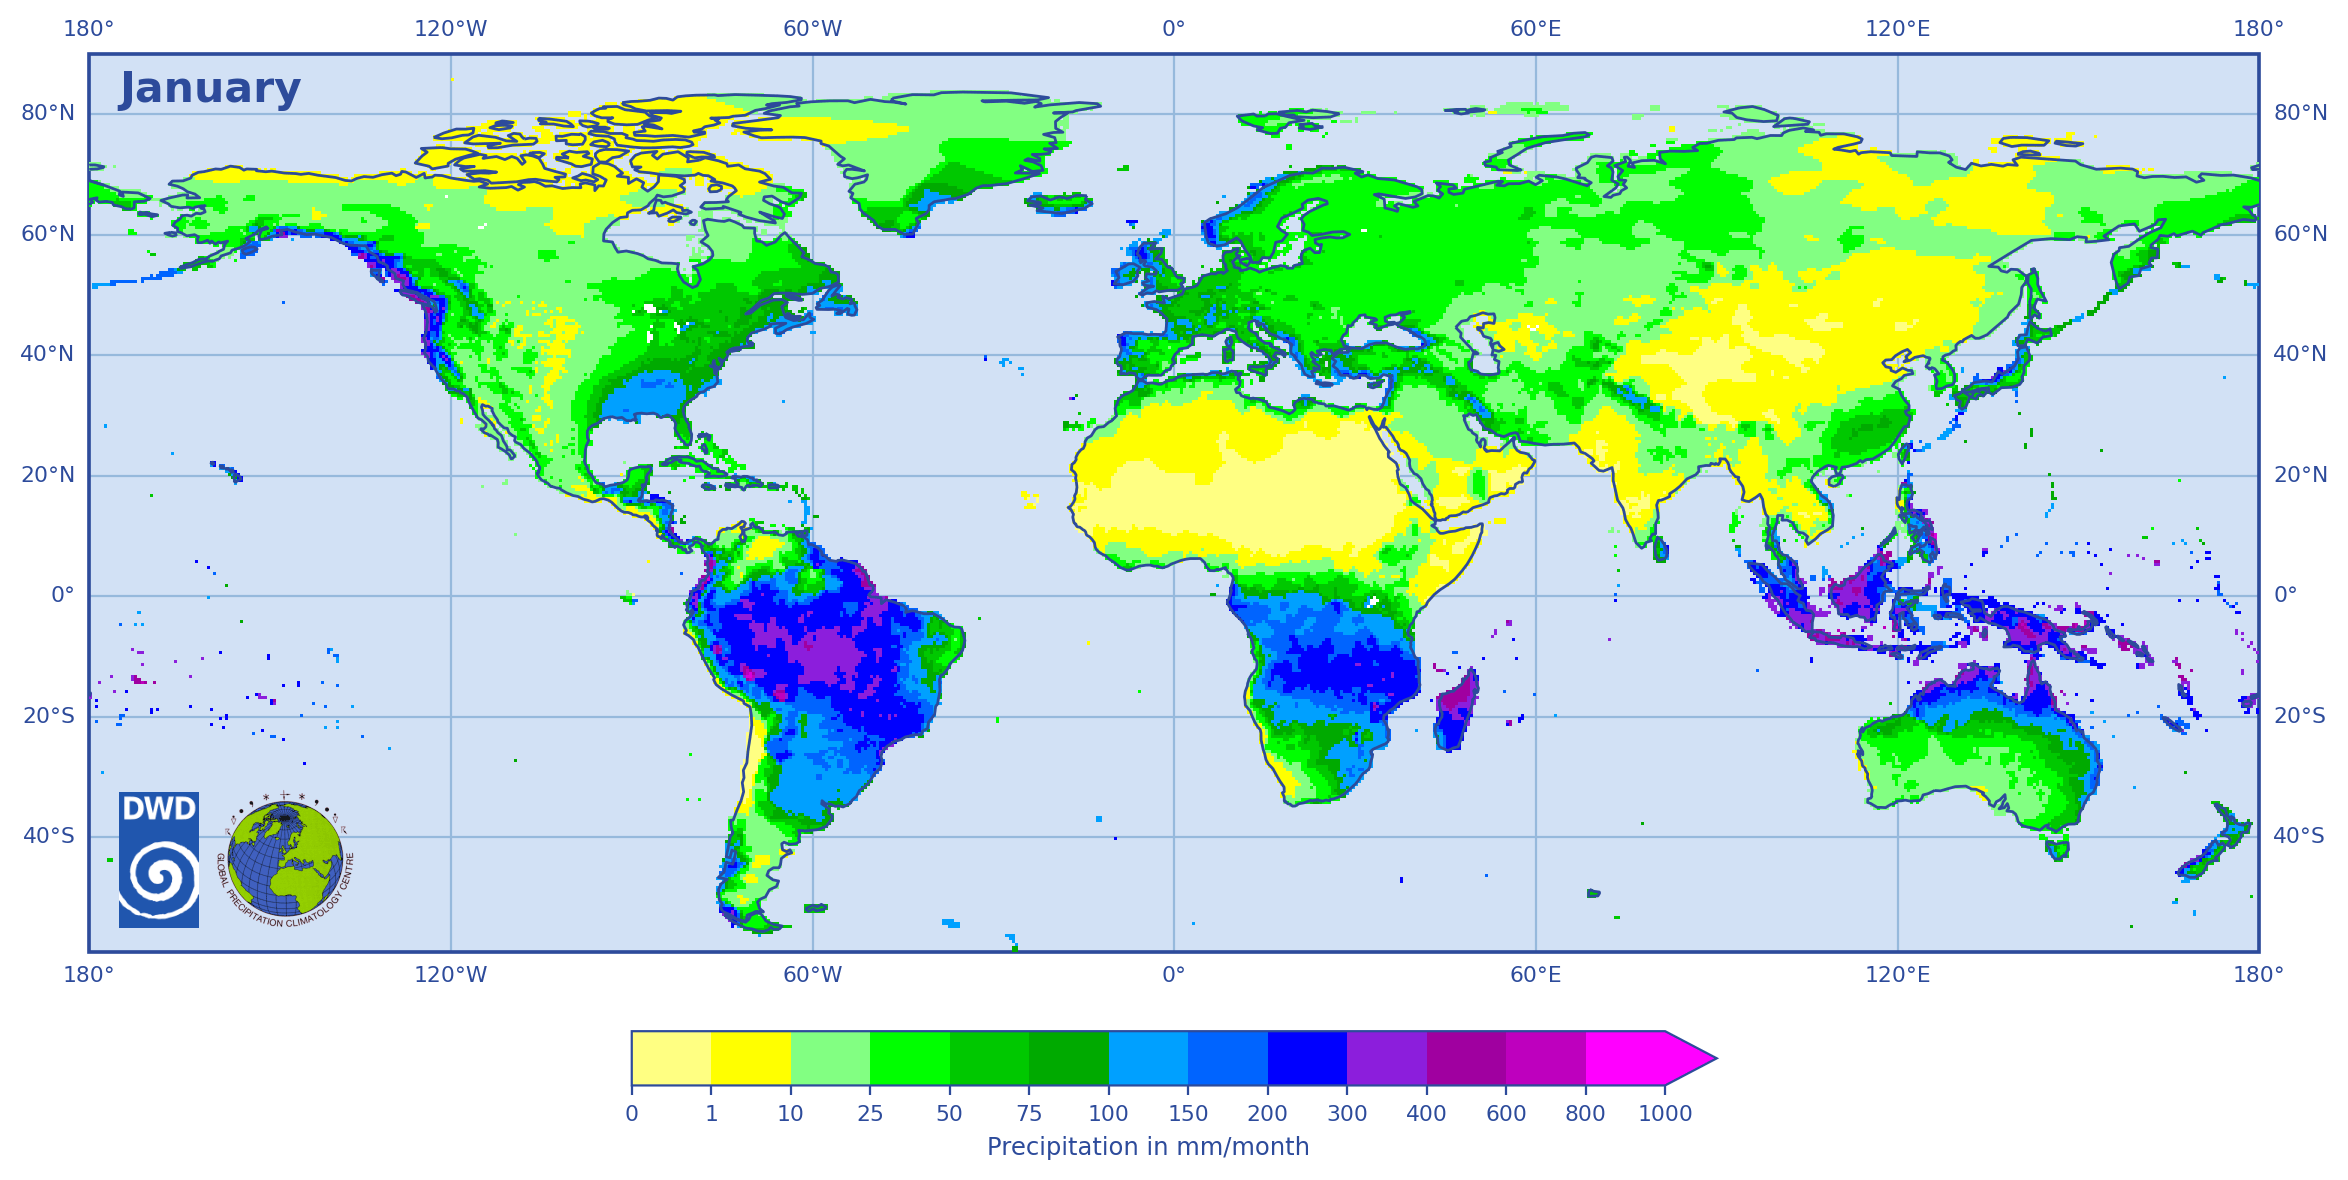 180° 120°W 60°W 0° 60°E 120°E 180°
January
80°N 80°N
60°N 60°N
40°N 40°N
20°N 20°N
0° 0°
20°S 20°S
40°S 40°S
DWD
GLOBAL PRECIPITATION CLIMATOLOGY CENTRE
180° 120°W 60°W 0° 60°E 120°E 180°
0 1 10 25 50 75 100 150 200 300 400 600 800 1000
Precipitation in mm/month